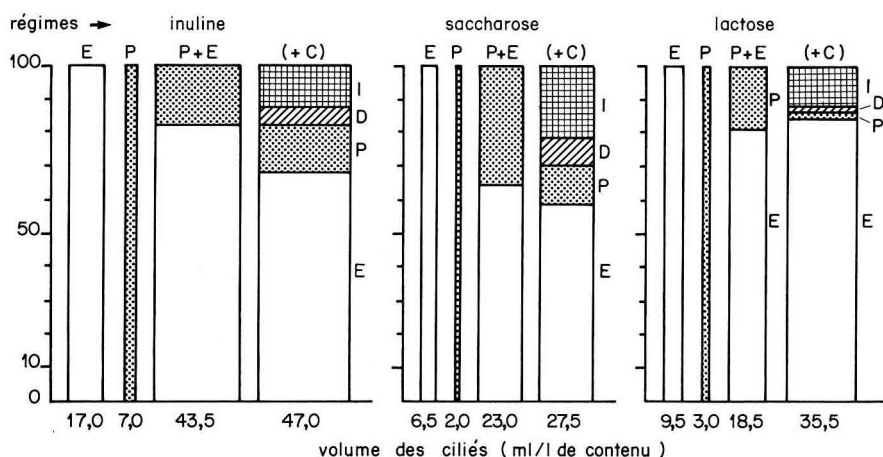 régimes → inuline saccharose lactose
E P P+E (+C) E P P+E (+C) E P P+E (+C)
100
50
10
0
I
D
P
E
I
D
P
E
P
E
I
D
P
E
17,0 7,0 43,5 47,0 6,5 2,0 23,0 27,5 9,5 3,0 18,5 35,5
volume des ciliés (ml/l de contenu)